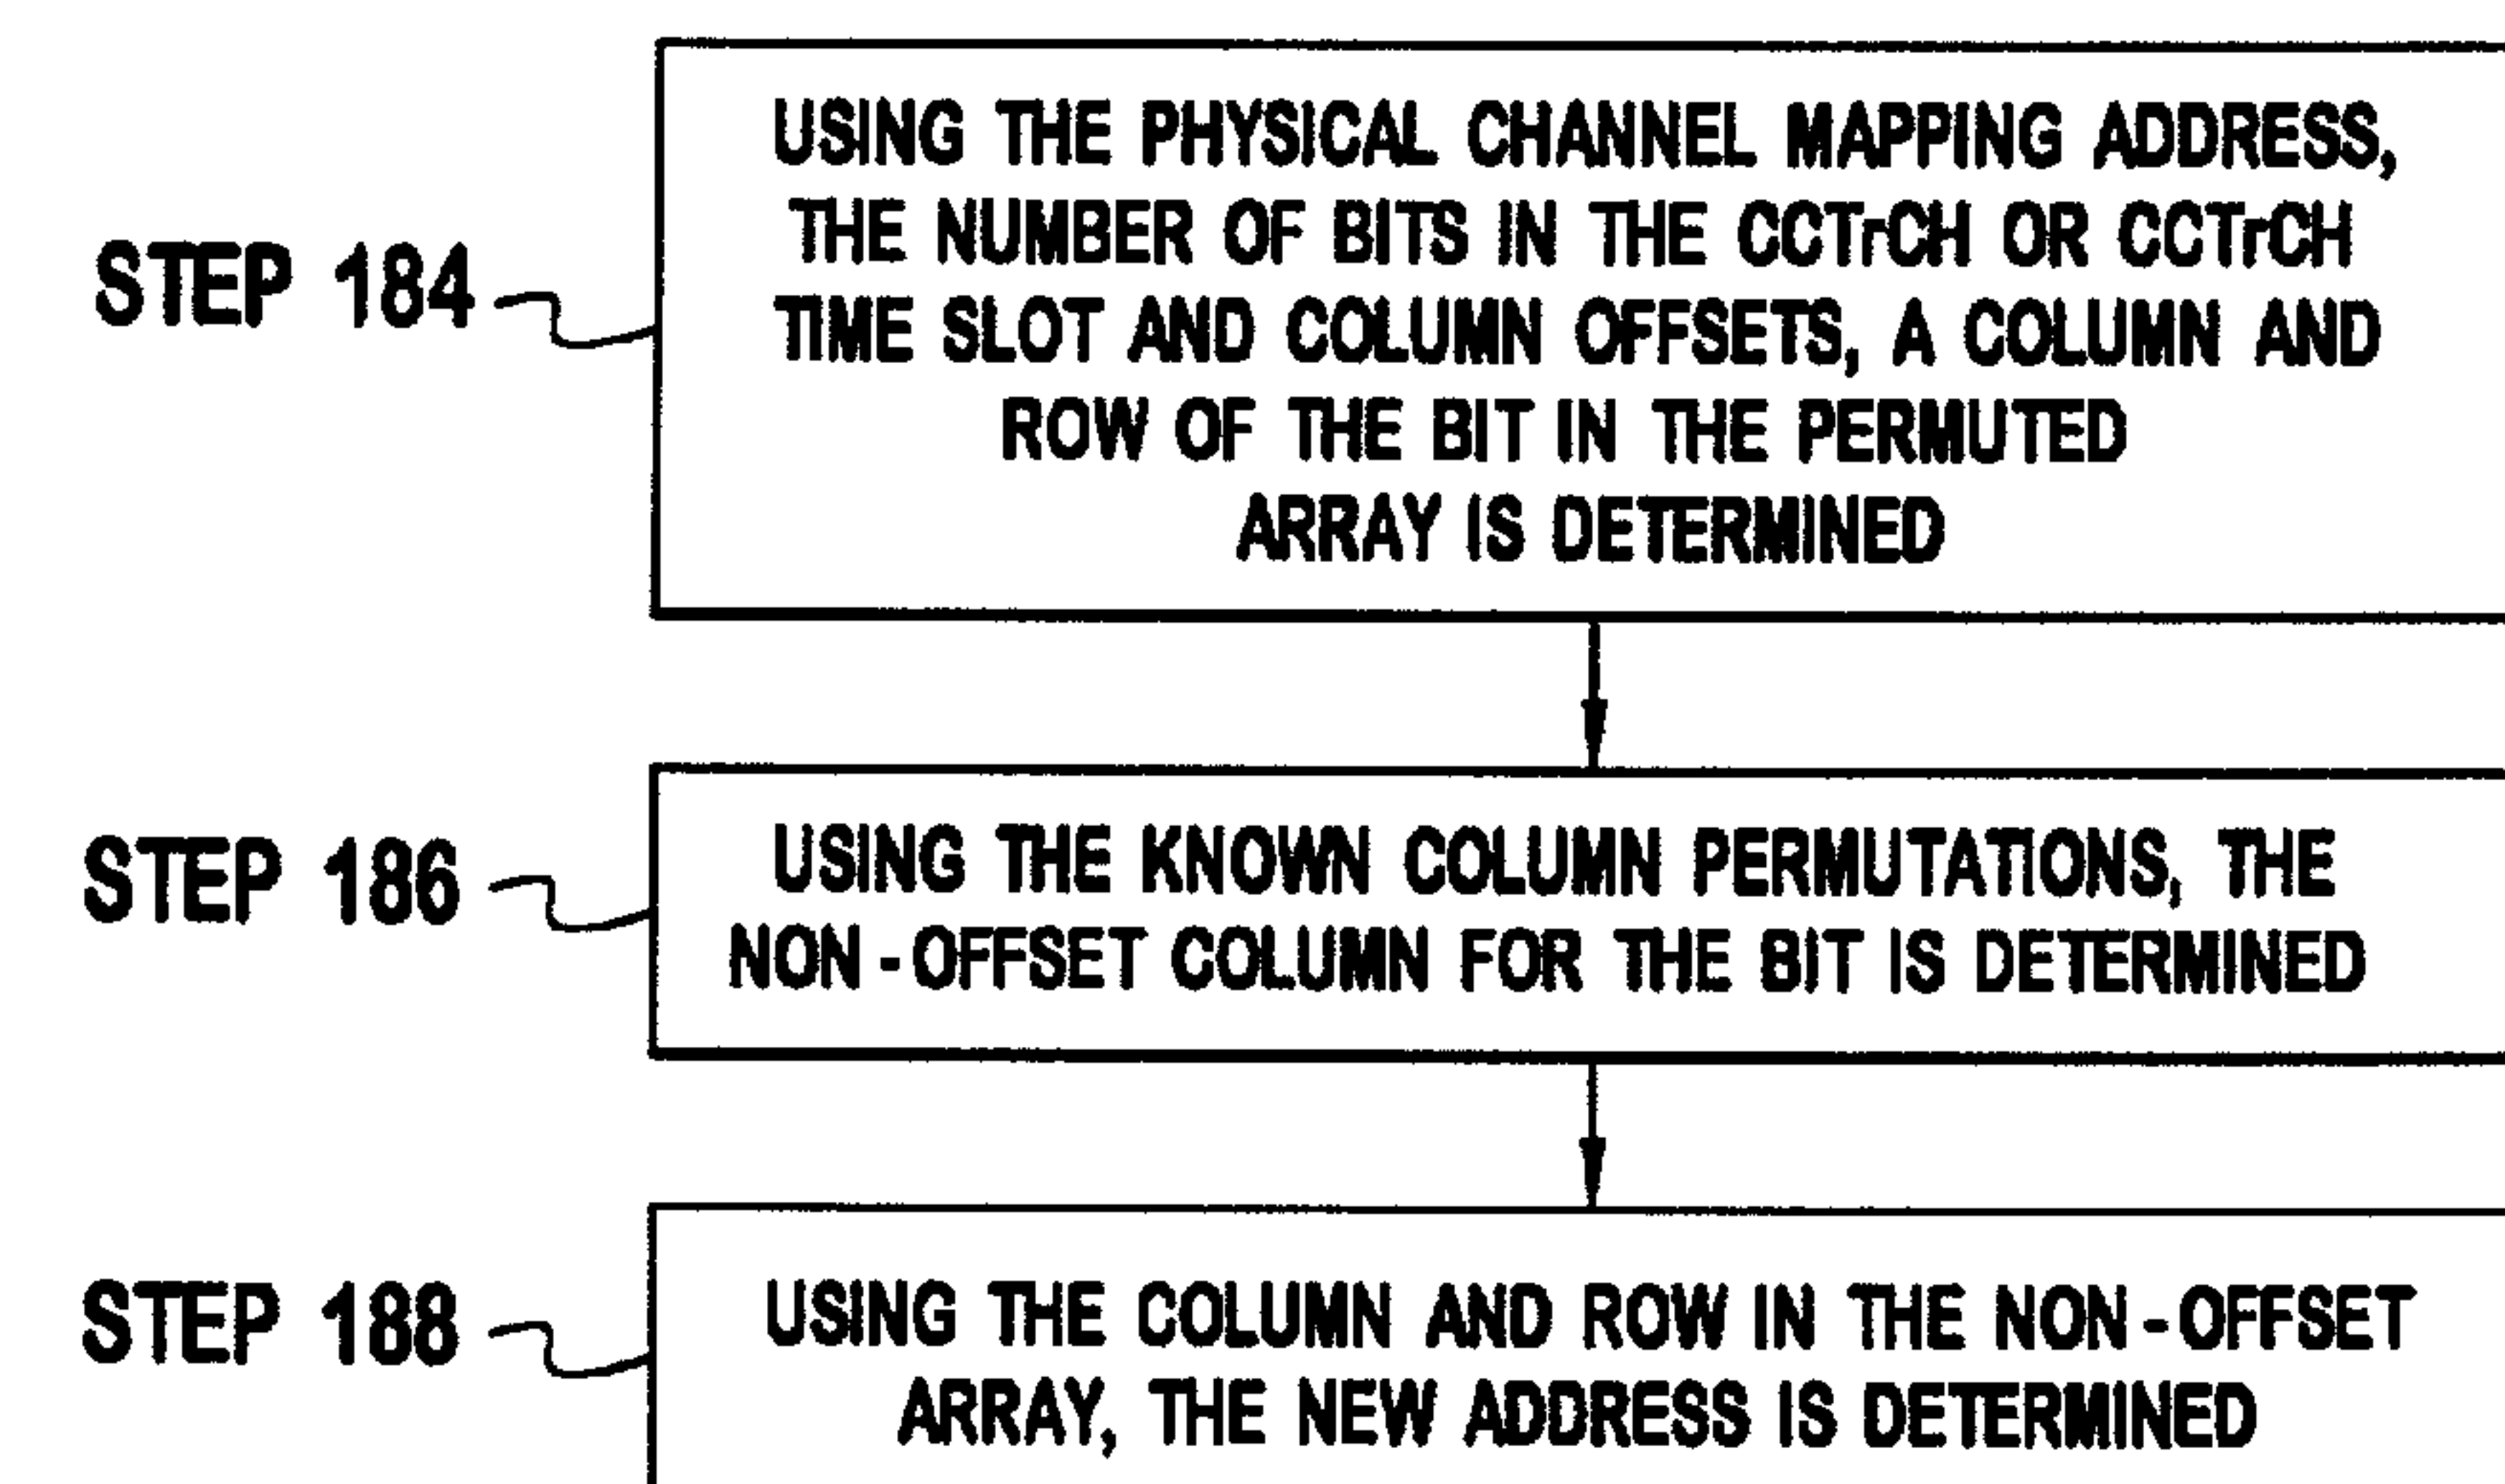 STEP 184
USING THE PHYSICAL CHANNEL MAPPING ADDRESS,
THE NUMBER OF BITS IN THE CCTrCH OR CCTrCH
TIME SLOT AND COLUMN OFFSETS, A COLUMN AND
ROW OF THE BIT IN THE PERMUTED
ARRAY IS DETERMINED
STEP 186
USING THE KNOWN COLUMN PERMUTATIONS, THE
NON-OFFSET COLUMN FOR THE BIT IS DETERMINED
STEP 188
USING THE COLUMN AND ROW IN THE NON-OFFSET
ARRAY, THE NEW ADDRESS IS DETERMINED